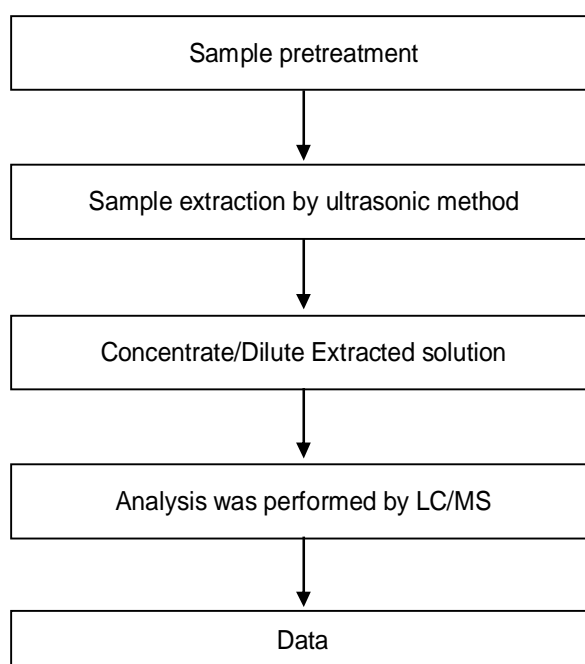 Sample pretreatment
Sample extraction by ultrasonic method
Concentrate/Dilute Extracted solution
Analysis was performed by LC/MS
Data